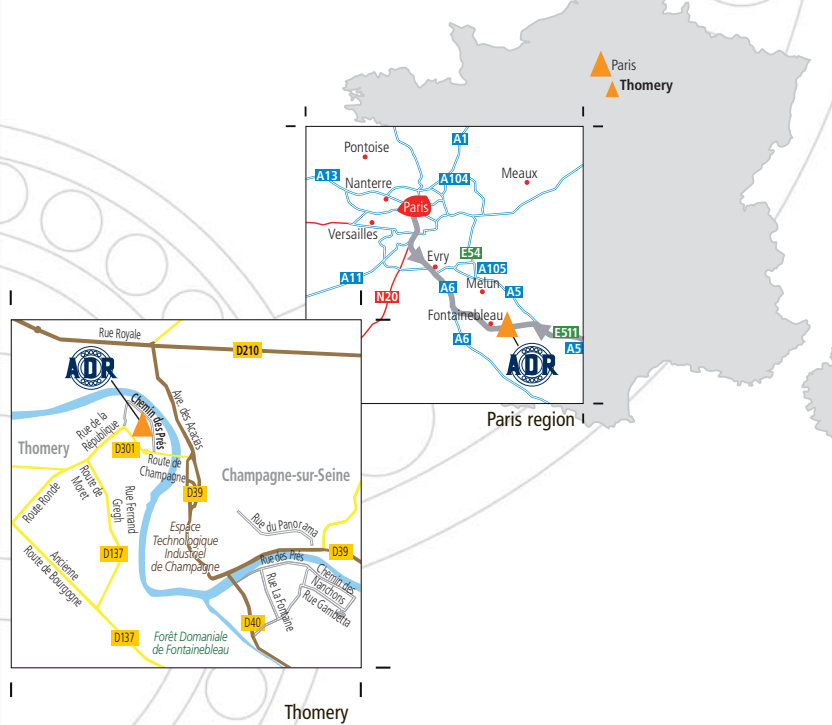 Paris
Thomery
A1
Pontoise
A13
Nanterre
A104
Meaux
Paris
Versailles
E54
Evry
A105
A11
Melun
N20
A6
A5
Fontainebleau
E511
A6
A5
ADR
Paris region
Rue Royale
D210
ADR
Chemin des Prés
Ave. des Acacias
Rue de la
République
Thomery
D301
Route de
Champagne
Champagne-sur-Seine
Route de
Moret
D39
Route Ronde
Rue Fernand
Gregh
Rue du Panorama
Espace
Technologique
Industriel
de Champagne
D137
D39
Rue des Prés
Ancienne
Route de Bourgogne
Chemin des
Narchons
Rue La Fontaine
Rue Gambetta
D40
D137
Forêt Domaniale
de Fontainebleau
Thomery